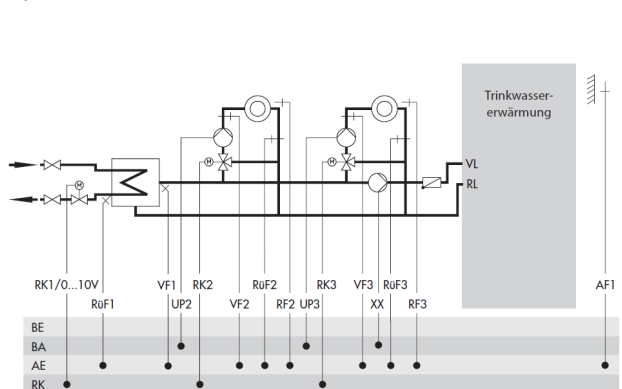 Trinkwasser-
erwärmung
M
M
VL
M
RL
RK1/0...10V VF1 RK2 RüF2 RK3 VF3 RüF3 AF1
RüF1 UP2 VF2 RF2 UP3 XX RF3
BE
BA
AE
RK